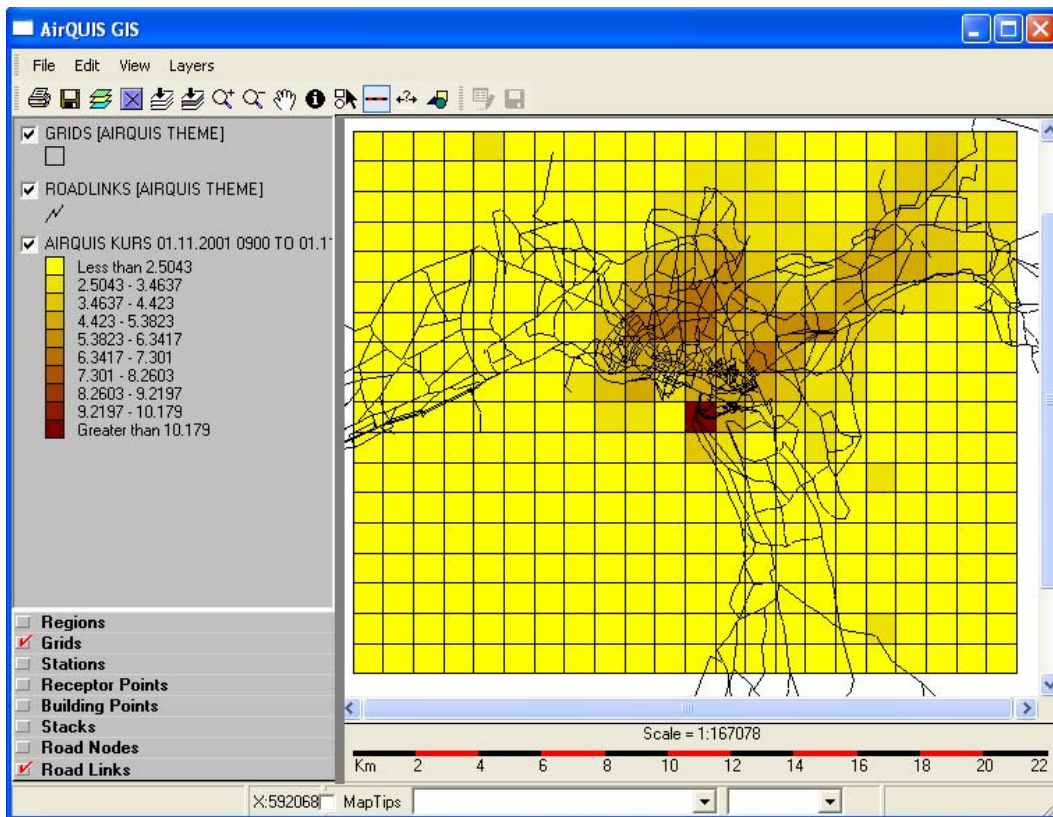 AirQUIS GIS
File Edit View Layers
GRIDS [AIRQUIS THEME]
ROADLINKS [AIRQUIS THEME]
AIRQUIS KURS 01.11.2001 0900 TO 01.1
Less than 2.5043
2.5043 - 3.4637
3.4637 - 4.423
4.423 - 5.3823
5.3823 - 6.3417
6.3417 - 7.301
7.301 - 8.2603
8.2603 - 9.2197
9.2197 - 10.179
Greater than 10.179
Regions
Grids
Stations
Receptor Points
Building Points
Stacks
Road Nodes
Road Links
Scale = 1:167078
Km 2 4 6 8 10 12 14 16 18 20 22
X:592068 MapTips